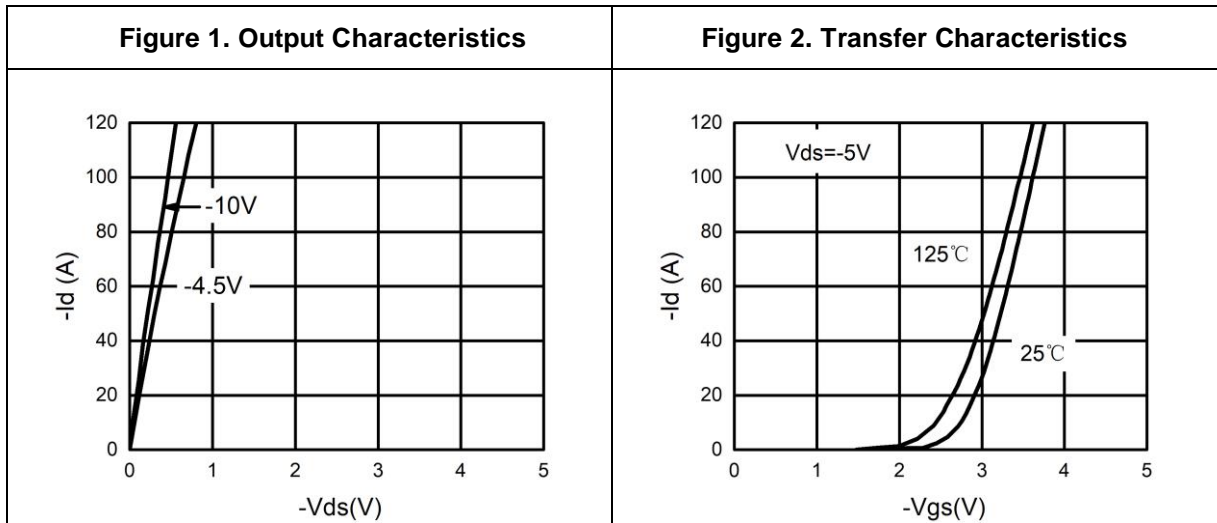 Figure 1. Output Characteristics
120
100
80
60
40
20
0
-Id (A)
-10V
-4.5V
0 1 2 3 4 5
-Vds(V)
Figure 2. Transfer Characteristics
120
100
80
60
40
20
0
-Id (A)
Vds=-5V
125℃
25℃
0 1 2 3 4 5
-Vgs(V)